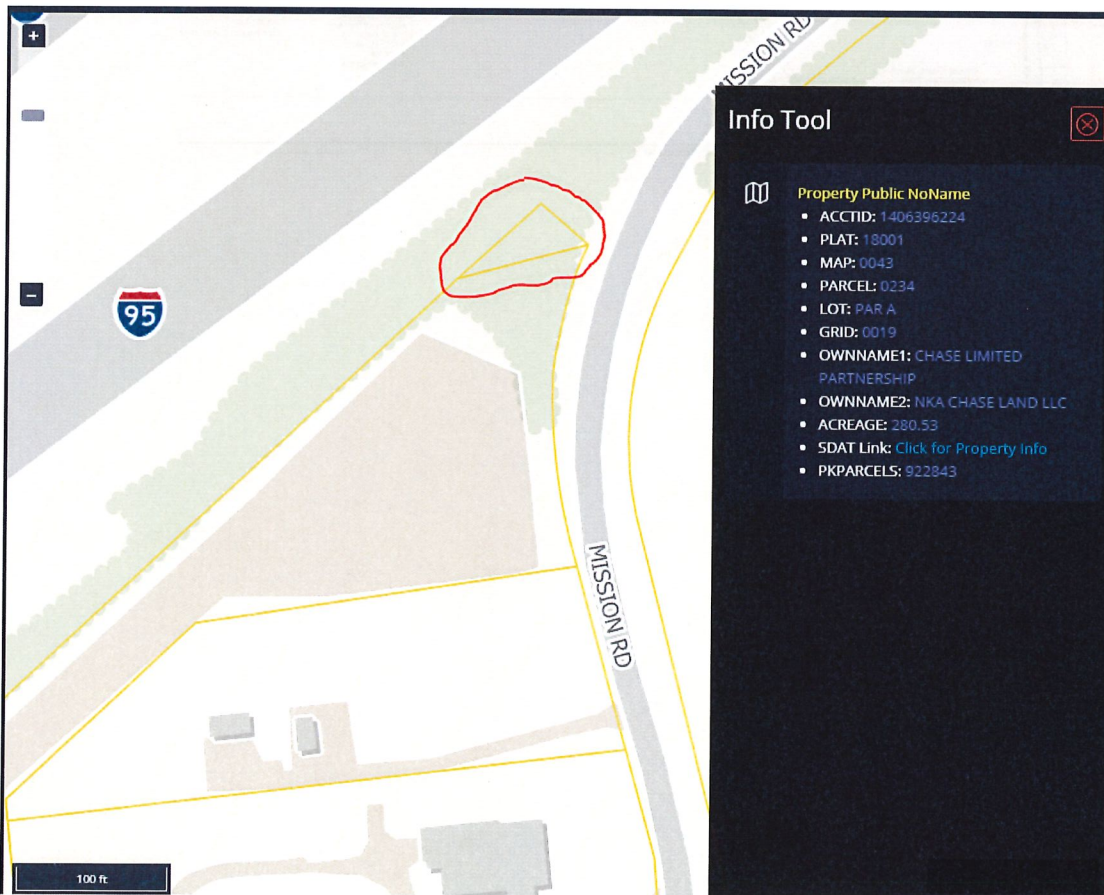 +
MISSION RD
Info Tool
Property Public NoName
• ACCTID: 1406396224
• PLAT: 18001
• MAP: 0043
• PARCEL: 0234
• LOT: PAR A
• GRID: 0019
• OWNNAME1: CHASE LIMITED
PARTNERSHIP
• OWNNAME2: NKA CHASE LAND LLC
• ACREAGE: 280.53
• SDAT Link: Click for Property Info
• PKPARCELS: 922843
−
95
MISSION RD
100 ft